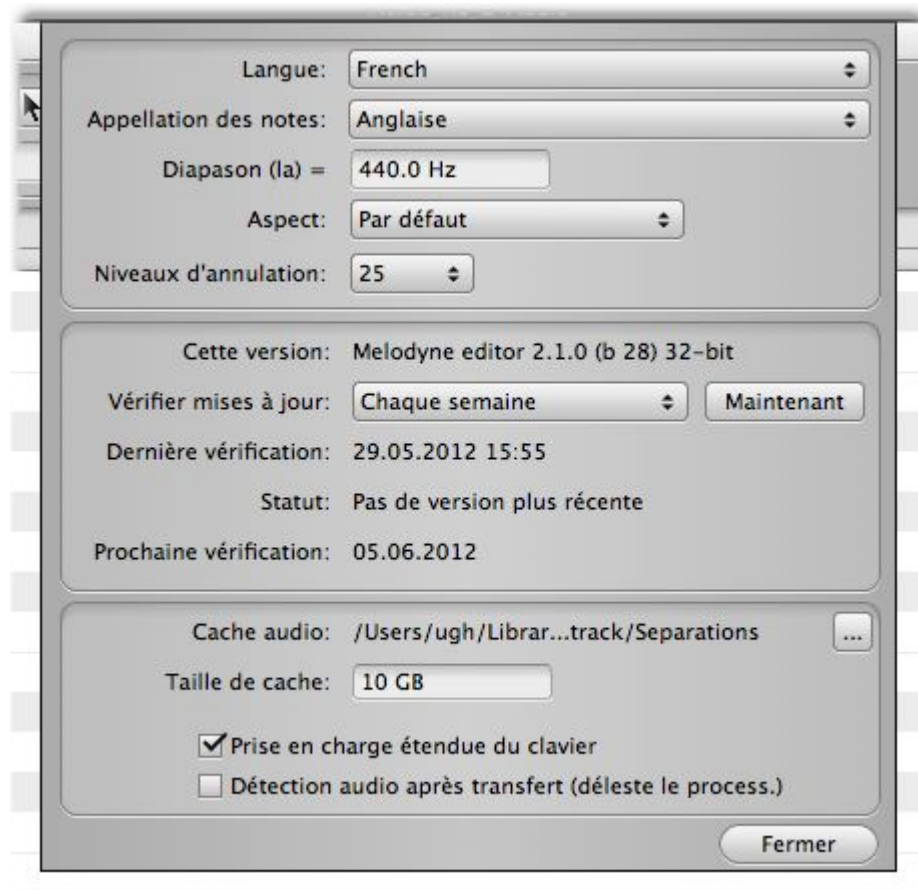 Langue: French
Appellation des notes: Anglaise
Diapason (la) = 440.0 Hz
Aspect: Par défaut
Niveaux d'annulation: 25
Cette version: Melodyne editor 2.1.0 (b 28) 32-bit
Vérifier mises à jour: Chaque semaine Maintenant
Dernière vérification: 29.05.2012 15:55
Statut: Pas de version plus récente
Prochaine vérification: 05.06.2012
Cache audio: /Users/ugh/Librar...track/Separations ...
Taille de cache: 10 GB
Prise en charge étendue du clavier
Détection audio après transfert (déleste le process.)
Fermer